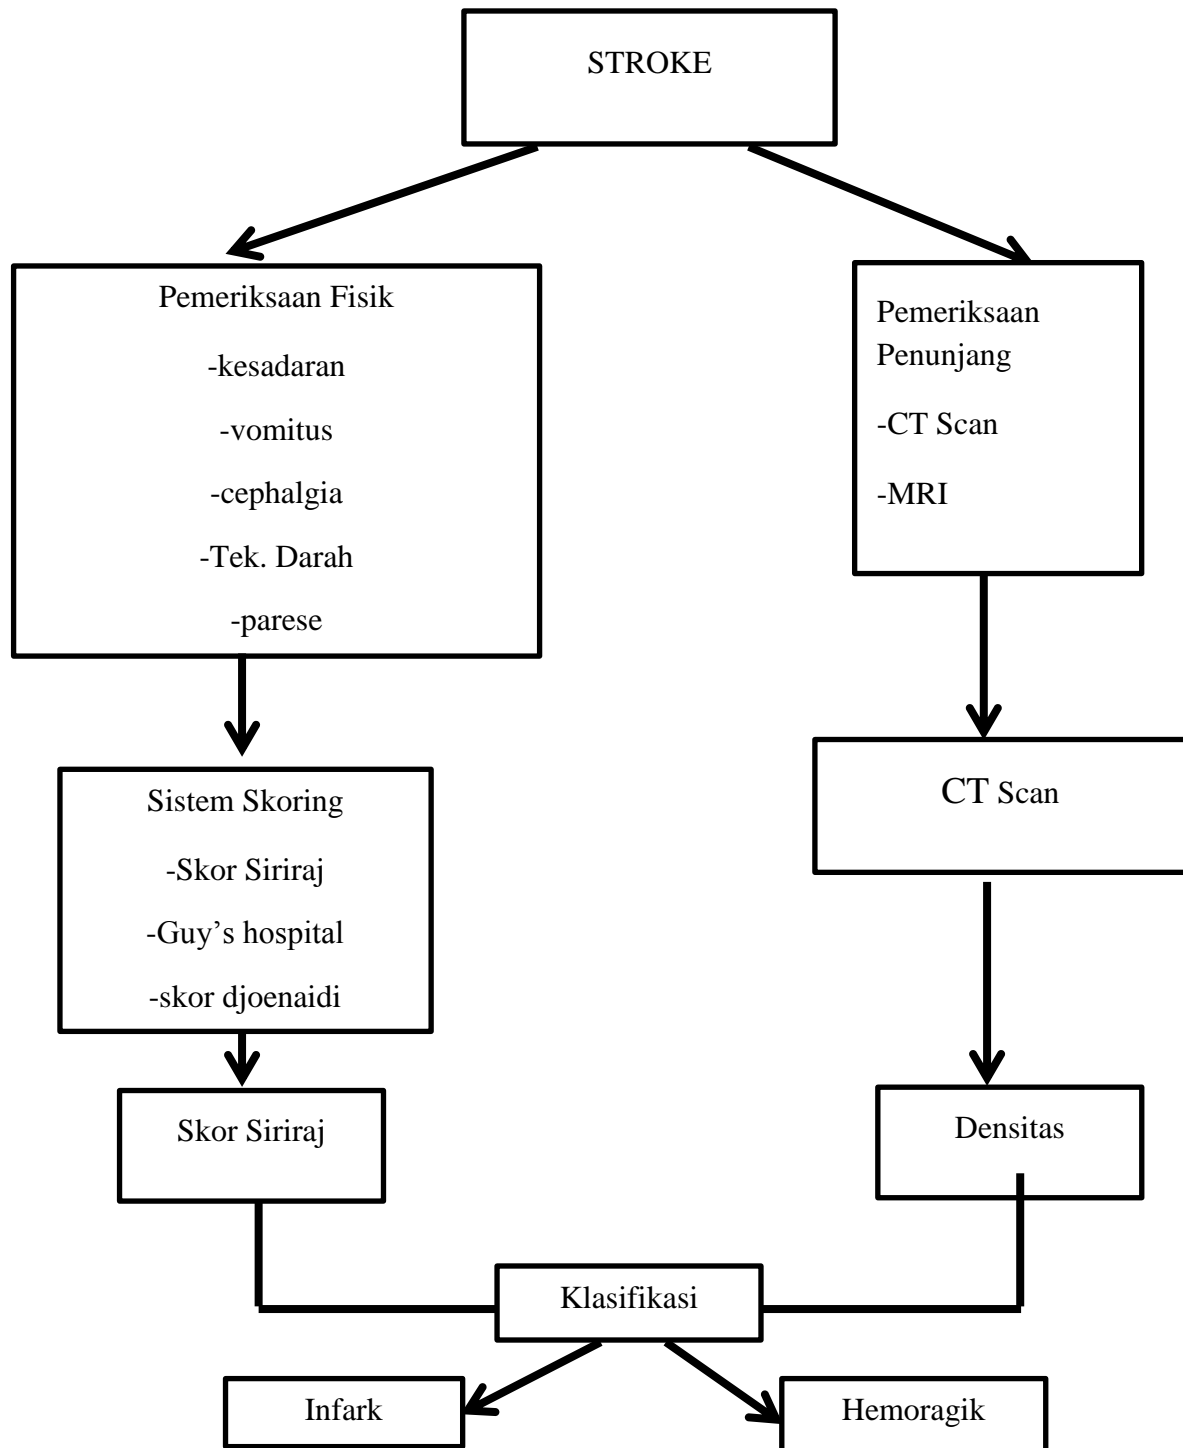 STROKE
Pemeriksaan Fisik
-kesadaran
-vomitus
-cephalgia
-Tek. Darah
-parese
Pemeriksaan
Penunjang
-CT Scan
-MRI
Sistem Skoring
-Skor Siriraj
-Guy’s hospital
-skor djoenaidi
CT Scan
Skor Siriraj
Densitas
Klasifikasi
Infark
Hemoragik